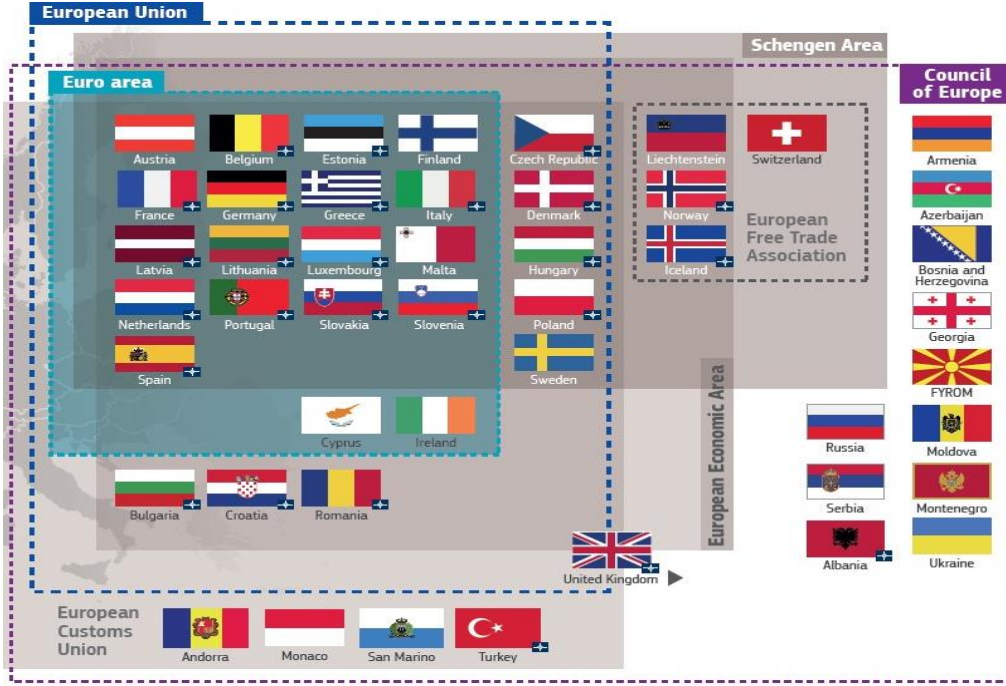 European Union
Schengen Area
Euro area
Council
of Europe
Austria
Belgium
Estonia
Finland
Czech Republic
Liechtenstein
Switzerland
Armenia
France
Germany
Greece
Italy
Denmark
Norway
European
Free Trade
Association
Azerbaijan
Latvia
Lithuania
Luxembourg
Malta
Hungary
Iceland
Bosnia and
Herzegovina
Netherlands
Portugal
Slovakia
Slovenia
Poland
Georgia
Spain
Sweden
FYROM
European Economic Area
Cyprus
Ireland
Russia
Moldova
Bulgaria
Croatia
Romania
Serbia
Montenegro
United Kingdom
Albania
Ukraine
European
Customs
Union
Andorra
Monaco
San Marino
Turkey